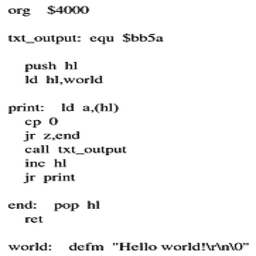 org $4000
txt_output: equ $bb5a
push hl
ld hl,world
print: ld a,(hl)
cp 0
jr z,end
call txt_output
inc hl
jr print
end: pop hl
ret
world: defm "Hello world!\r\n\0"